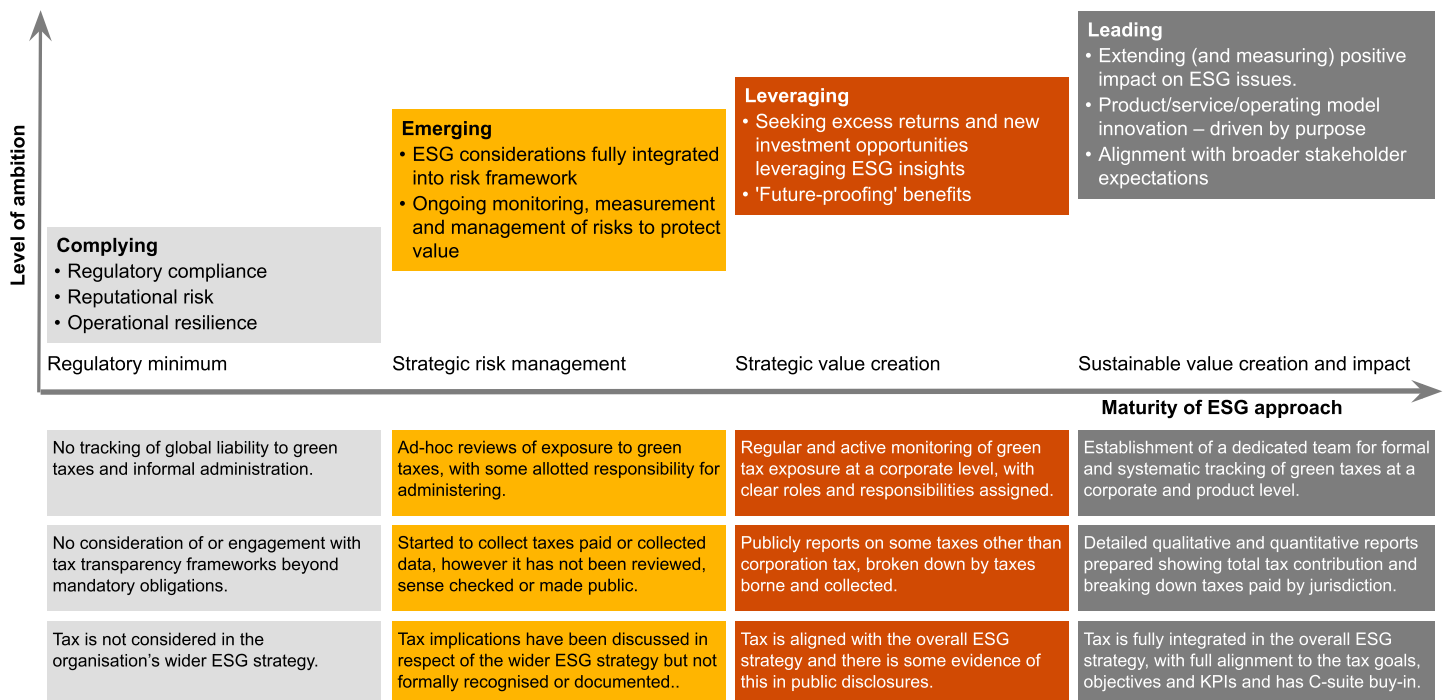 Level of ambition
Complying
• Regulatory compliance
• Reputational risk
• Operational resilience
Emerging
• ESG considerations fully integrated
into risk framework
• Ongoing monitoring, measurement
and management of risks to protect
value
Leveraging
• Seeking excess returns and new
investment opportunities
leveraging ESG insights
• 'Future-proofing' benefits
Leading
• Extending (and measuring) positive
impact on ESG issues.
• Product/service/operating model
innovation – driven by purpose
• Alignment with broader stakeholder
expectations
Regulatory minimum
Strategic risk management
Strategic value creation
Sustainable value creation and impact
Maturity of ESG approach
No tracking of global liability to green
taxes and informal administration.
Ad-hoc reviews of exposure to green
taxes, with some allotted responsibility for
administering.
Regular and active monitoring of green
tax exposure at a corporate level, with
clear roles and responsibilities assigned.
Establishment of a dedicated team for formal
and systematic tracking of green taxes at a
corporate and product level.
No consideration of or engagement with
tax transparency frameworks beyond
mandatory obligations.
Started to collect taxes paid or collected
data, however it has not been reviewed,
sense checked or made public.
Publicly reports on some taxes other than
corporation tax, broken down by taxes
borne and collected.
Detailed qualitative and quantitative reports
prepared showing total tax contribution and
breaking down taxes paid by jurisdiction.
Tax is not considered in the
organisation’s wider ESG strategy.
Tax implications have been discussed in
respect of the wider ESG strategy but not
formally recognised or documented..
Tax is aligned with the overall ESG
strategy and there is some evidence of
this in public disclosures.
Tax is fully integrated in the overall ESG
strategy, with full alignment to the tax goals,
objectives and KPIs and has C-suite buy-in.